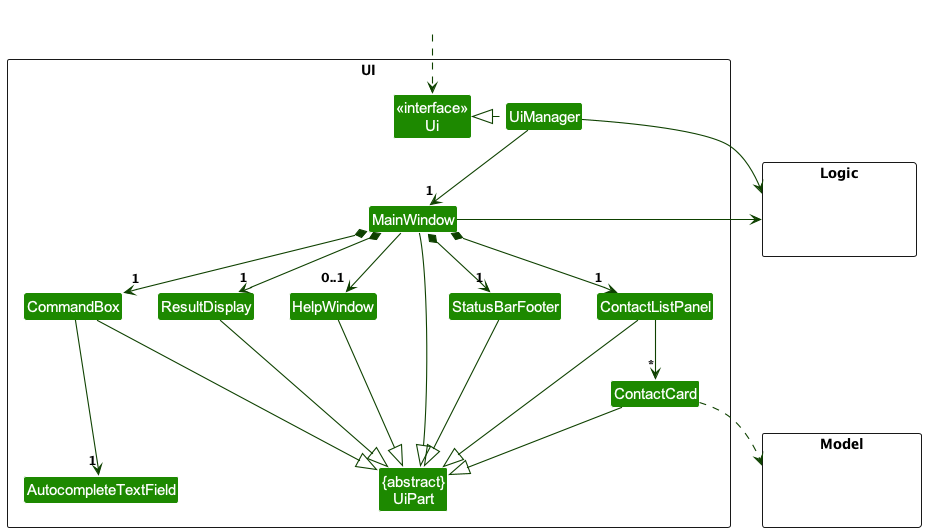 UI
«interface»
Ui
UiManager
Logic
1
MainWindow
1
1
0..1
1
1
CommandBox
ResultDisplay
HelpWindow
StatusBarFooter
ContactListPanel
*
ContactCard
Model
1
AutocompleteTextField
{abstract}
UiPart